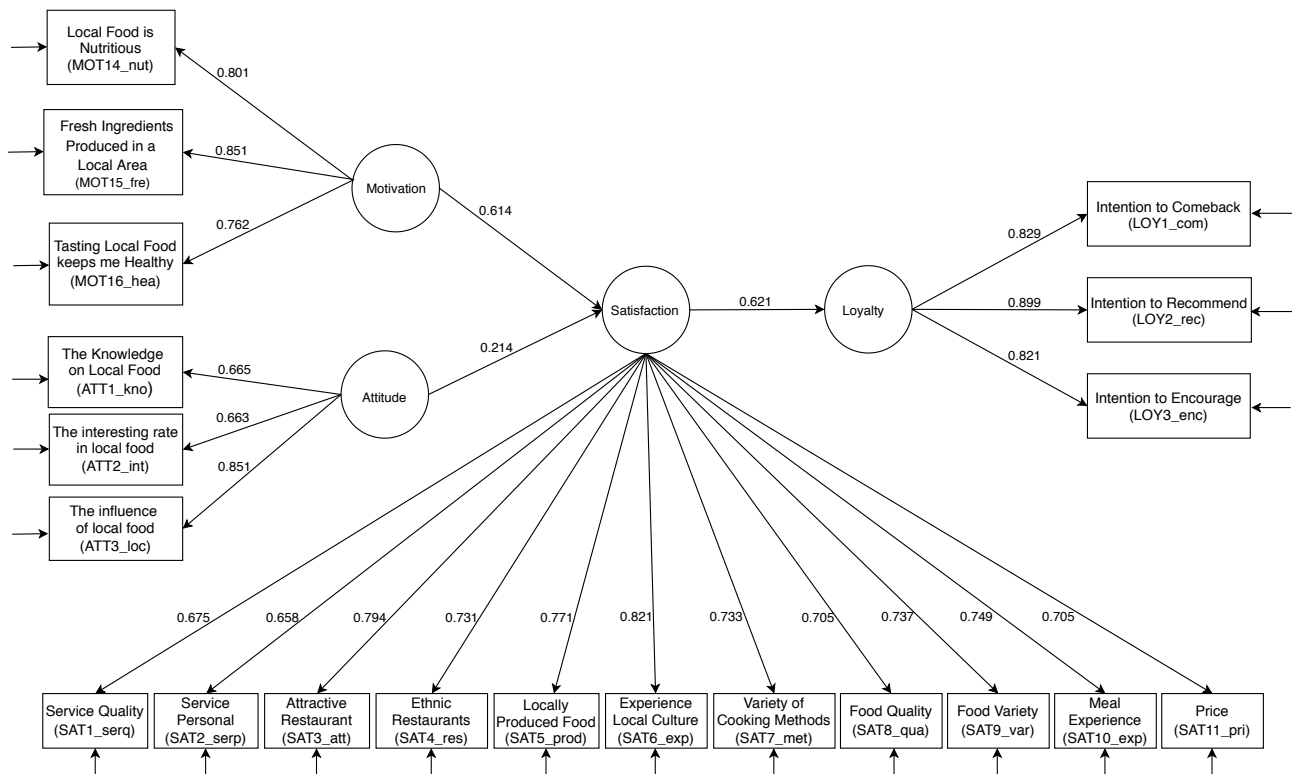 Local Food is
Nutritious
(MOT14_nut)
0.801
Fresh Ingredients
Produced in a
Local Area
(MOT15_fre)
0.851
Motivation
0.762
0.614
Tasting Local Food
keeps me Healthy
(MOT16_hea)
Intention to Comeback
(LOY1_com)
0.829
Satisfaction
0.621
Loyalty
0.899
Intention to Recommend
(LOY2_rec)
0.821
Intention to Encourage
(LOY3_enc)
The Knowledge
on Local Food
(ATT1_kno)
0.665
0.214
Attitude
0.663
The interesting rate
in local food
(ATT2_int)
0.851
The influence
of local food
(ATT3_loc)
0.675
0.658
0.794
0.731
0.771
0.821
0.733
0.705
0.737
0.749
0.705
Service Quality
(SAT1_serq)
Service
Personal
(SAT2_serp)
Attractive
Restaurant
(SAT3_att)
Ethnic
Restaurants
(SAT4_res)
Locally
Produced Food
(SAT5_prod)
Experience
Local Culture
(SAT6_exp)
Variety of
Cooking Methods
(SAT7_met)
Food Quality
(SAT8_qua)
Food Variety
(SAT9_var)
Meal
Experience
(SAT10_exp)
Price
(SAT11_pri)